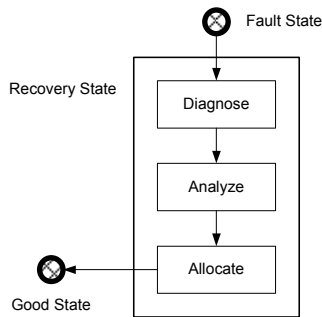 Fault State
Recovery State
Diagnose
Analyze
Allocate
Good State